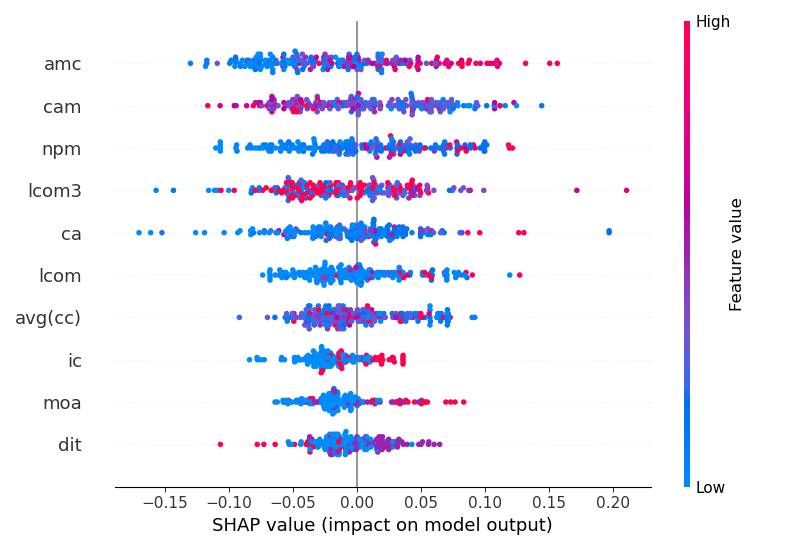 High
amc
cam
npm
lcom3
ca
lcom
avg(cc)
ic
moa
dit
Feature value
Low
−0.15 −0.10 −0.05 0.00 0.05 0.10 0.15 0.20
SHAP value (impact on model output)